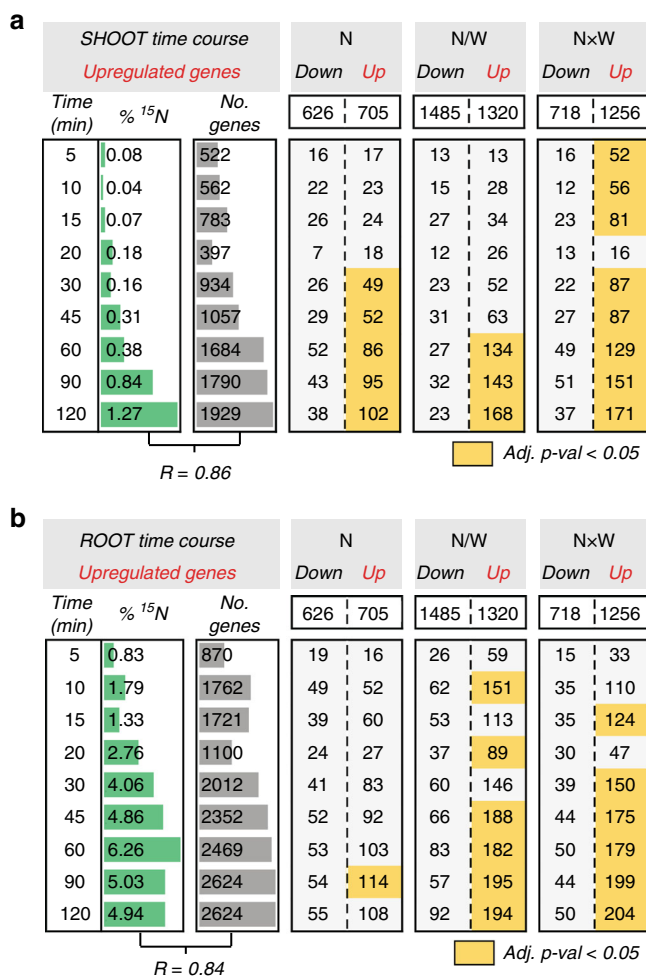 a
SHOOT time course N N/W N×W
Upregulated genes Down Up Down Up Down Up
Time (min) % ¹⁵N No. genes 626 705 1485 1320 718 1256
5 0.08 522 16 17 13 13 16 52
10 0.04 562 22 23 15 28 12 56
15 0.07 783 26 24 27 34 23 81
20 0.18 397 7 18 12 26 13 16
30 0.16 934 26 49 23 52 22 87
45 0.31 1057 29 52 31 63 27 87
60 0.38 1684 52 86 27 134 49 129
90 0.84 1790 43 95 32 143 51 151
120 1.27 1929 38 102 23 168 37 171
R = 0.86 Adj. p-val < 0.05
b
ROOT time course N N/W N×W
Upregulated genes Down Up Down Up Down Up
Time (min) % ¹⁵N No. genes 626 705 1485 1320 718 1256
5 0.83 870 19 16 26 59 15 33
10 1.79 1762 49 52 62 151 35 110
15 1.33 1721 39 60 53 113 35 124
20 2.76 1100 24 27 37 89 30 47
30 4.06 2012 41 83 60 146 39 150
45 4.86 2352 52 92 66 188 44 175
60 6.26 2469 53 103 83 182 50 179
90 5.03 2624 54 114 57 195 44 199
120 4.94 2624 55 108 92 194 50 204
R = 0.84 Adj. p-val < 0.05